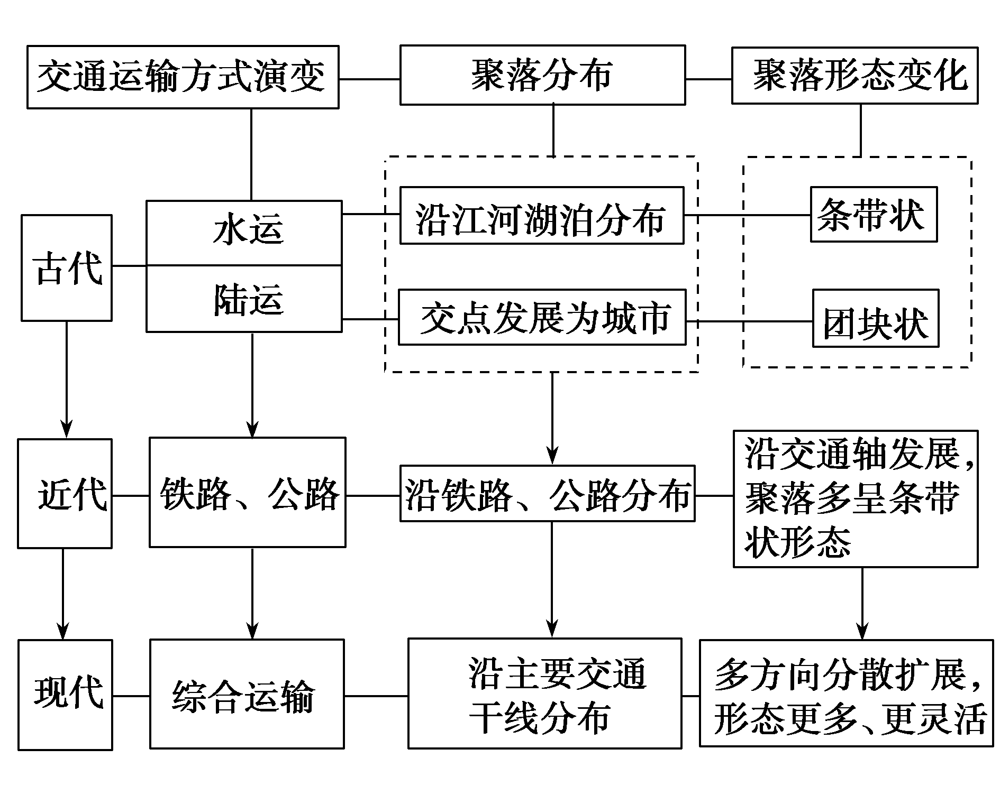 交通运输方式演变
聚落分布
聚落形态变化
古代
水运
沿江河湖泊分布
条带状
陆运
交点发展为城市
团块状
近代
铁路、公路
沿铁路、公路分布
沿交通轴发展，
聚落多呈条带
状形态
现代
综合运输
沿主要交通
干线分布
多方向分散扩展，
形态更多、更灵活